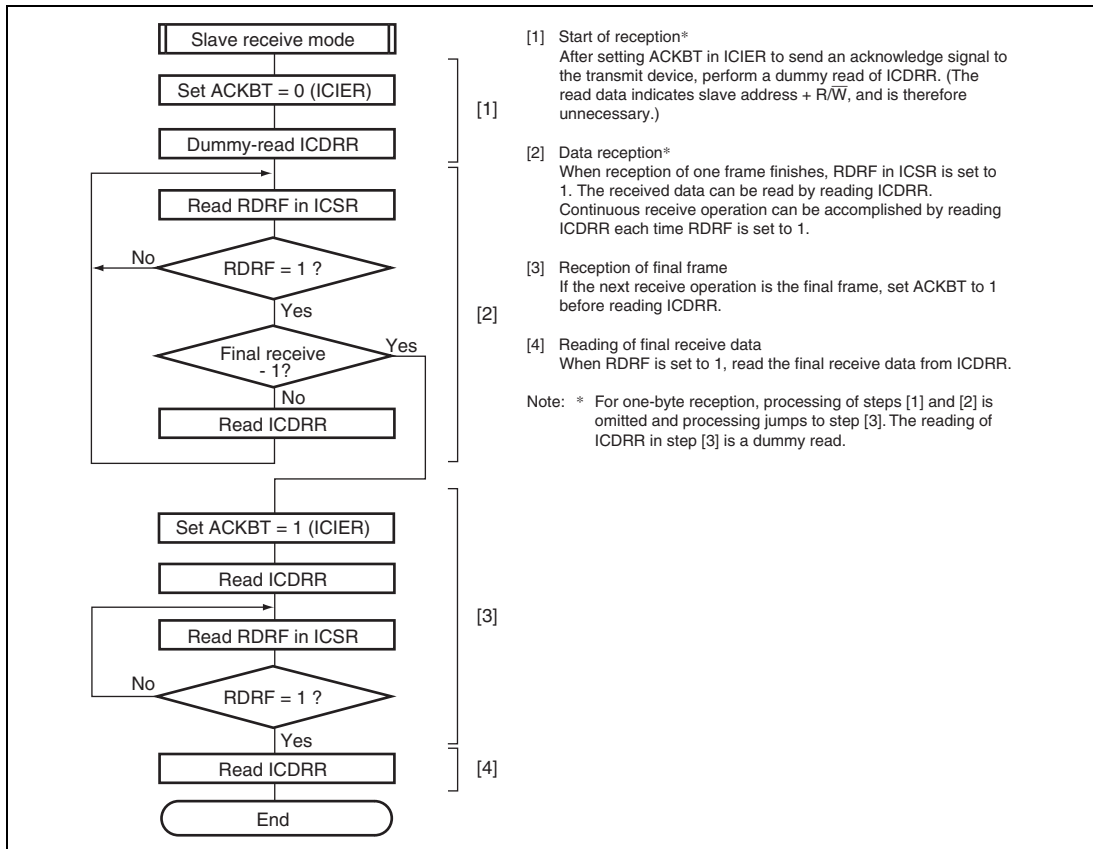 Slave receive mode
Set ACKBT = 0 (ICIER)
[1]
Dummy-read ICDRR
Read RDRF in ICSR
No
RDRF = 1 ?
Yes
[2]
Final receive
- 1?
Yes
No
Read ICDRR
Set ACKBT = 1 (ICIER)
Read ICDRR
[3]
Read RDRF in ICSR
No
RDRF = 1 ?
Yes
Read ICDRR
[4]
End
[1] Start of reception*
After setting ACKBT in ICIER to send an acknowledge signal to
the transmit device, perform a dummy read of ICDRR. (The
read data indicates slave address + R/W̅, and is therefore
unnecessary.)
[2] Data reception*
When reception of one frame finishes, RDRF in ICSR is set to
1. The received data can be read by reading ICDRR.
Continuous receive operation can be accomplished by reading
ICDRR each time RDRF is set to 1.
[3] Reception of final frame
If the next receive operation is the final frame, set ACKBT to 1
before reading ICDRR.
[4] Reading of final receive data
When RDRF is set to 1, read the final receive data from ICDRR.
Note: * For one-byte reception, processing of steps [1] and [2] is
omitted and processing jumps to step [3]. The reading of
ICDRR in step [3] is a dummy read.